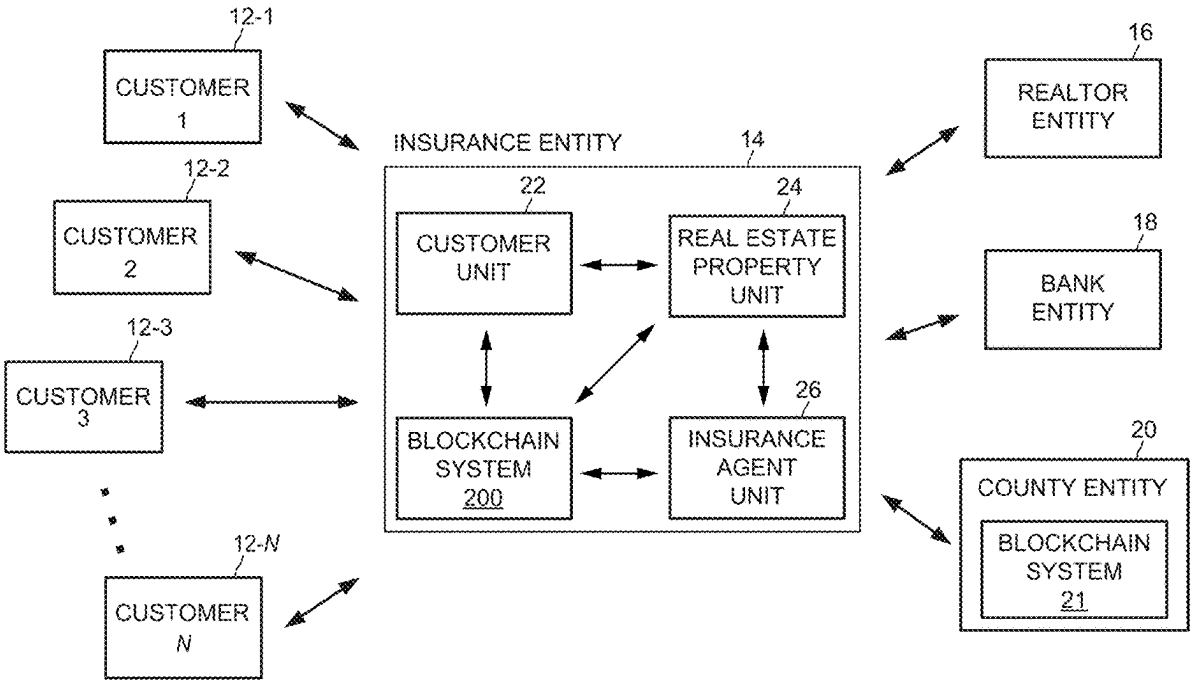 12-1
CUSTOMER
1
12-2
CUSTOMER
2
12-3
CUSTOMER
3
12-N
CUSTOMER
N
INSURANCE ENTITY
14
22
CUSTOMER
UNIT
24
REAL ESTATE
PROPERTY
UNIT
BLOCKCHAIN
SYSTEM
200
26
INSURANCE
AGENT
UNIT
16
REALTOR
ENTITY
18
BANK
ENTITY
20
COUNTY ENTITY
BLOCKCHAIN
SYSTEM
21